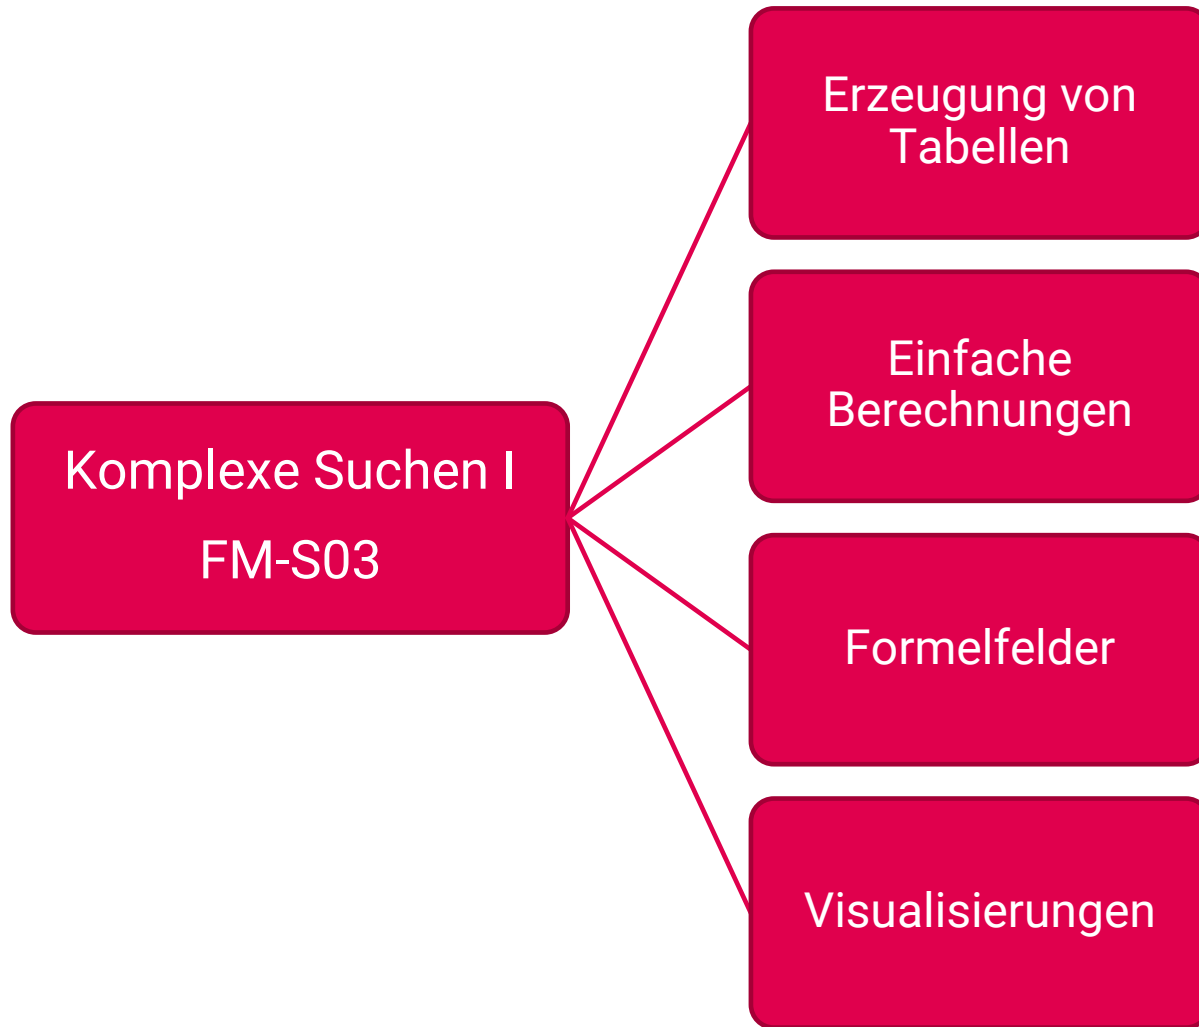 Komplexe Suchen I
FM-S03
Erzeugung von
Tabellen
Einfache
Berechnungen
Formelfelder
Visualisierungen